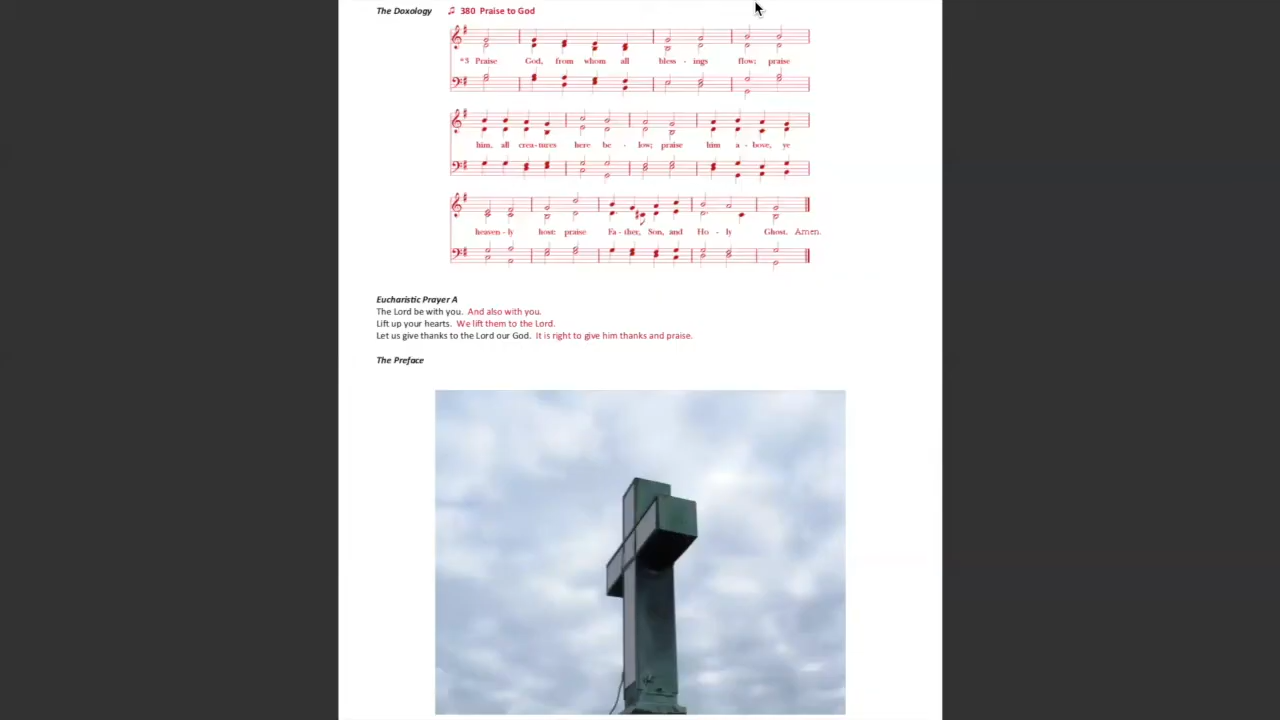 The Doxology ♫ 380 Praise to God
*3 Praise God, from whom all bless - ings flow; praise
him, all crea - tures here be - low; praise him a - bove, ye
heaven - ly host: praise Fa - ther, Son, and Ho - ly Ghost. Amen.
Eucharistic Prayer A
The Lord be with you. And also with you.
Lift up your hearts. We lift them to the Lord.
Let us give thanks to the Lord our God. It is right to give him thanks and praise.
The Preface